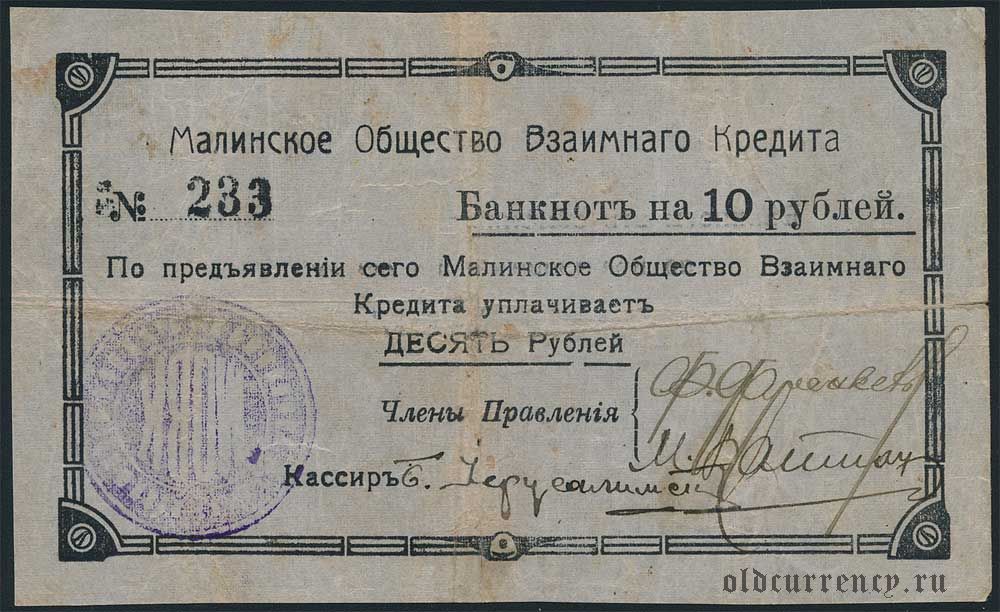 Малинское Общество Взаимнаго Кредита
№ 233
Банкнотъ на 10 рублей.
По предъявленіи сего Малинское Общество Взаимнаго
Кредита уплачиваетъ
ДЕСЯТЬ Рублей
Члены Правленія
М.
Кассиръ Б. Іерусалимск
oldcurrency.ru